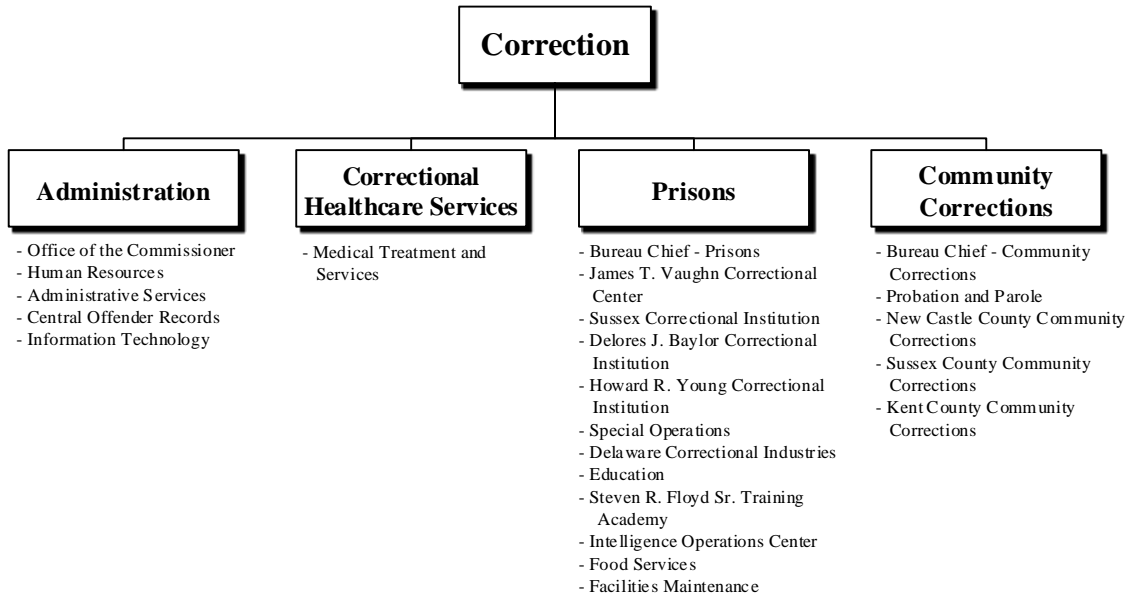 Correction
Administration
- Office of the Commissioner
- Human Resources
- Administrative Services
- Central Offender Records
- Information Technology
Correctional
Healthcare Services
- Medical Treatment and
Services
Prisons
- Bureau Chief - Prisons
- James T. Vaughn Correctional
Center
- Sussex Correctional Institution
- Delores J. Baylor Correctional
Institution
- Howard R. Young Correctional
Institution
- Special Operations
- Delaware Correctional Industries
- Education
- Steven R. Floyd Sr. Training
Academy
- Intelligence Operations Center
- Food Services
- Facilities Maintenance
Community
Corrections
- Bureau Chief - Community
Corrections
- Probation and Parole
- New Castle County Community
Corrections
- Sussex County Community
Corrections
- Kent County Community
Corrections